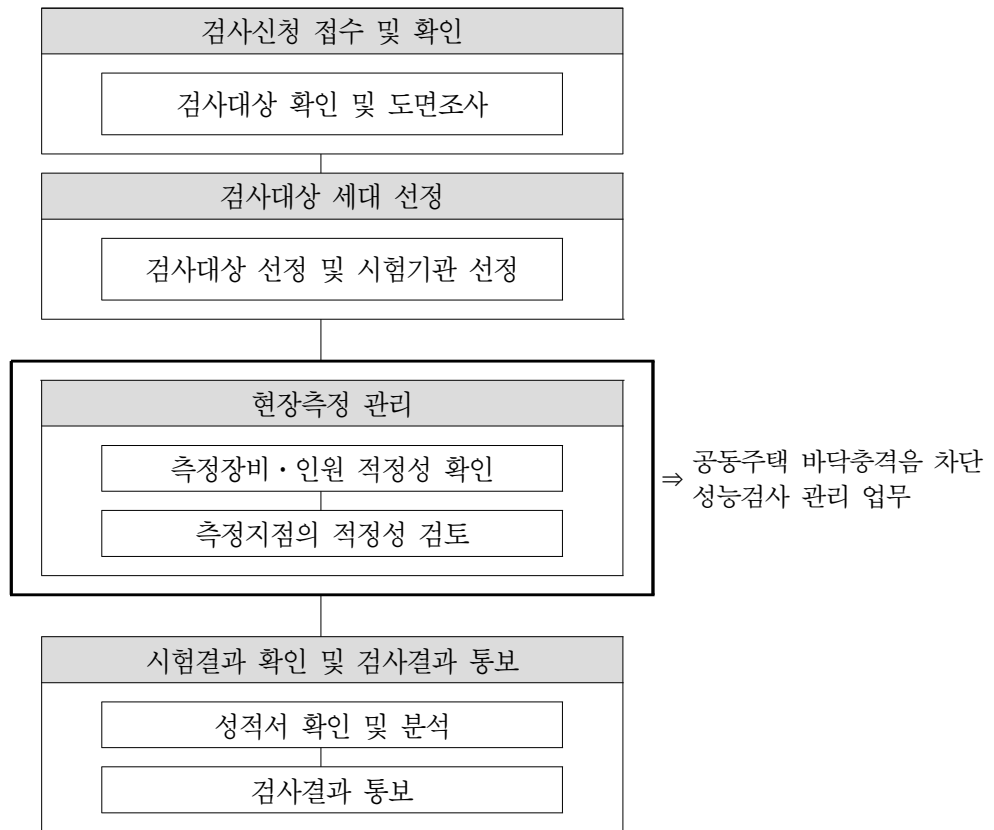 검사신청 접수 및 확인
검사대상 확인 및 도면조사
검사대상 세대 선정
검사대상 선정 및 시험기관 선정
현장측정 관리
측정장비·인원 적정성 확인
측정지점의 적정성 검토
⇒ 공동주택 바닥충격음 차단
성능검사 관리 업무
시험결과 확인 및 검사결과 통보
성적서 확인 및 분석
검사결과 통보